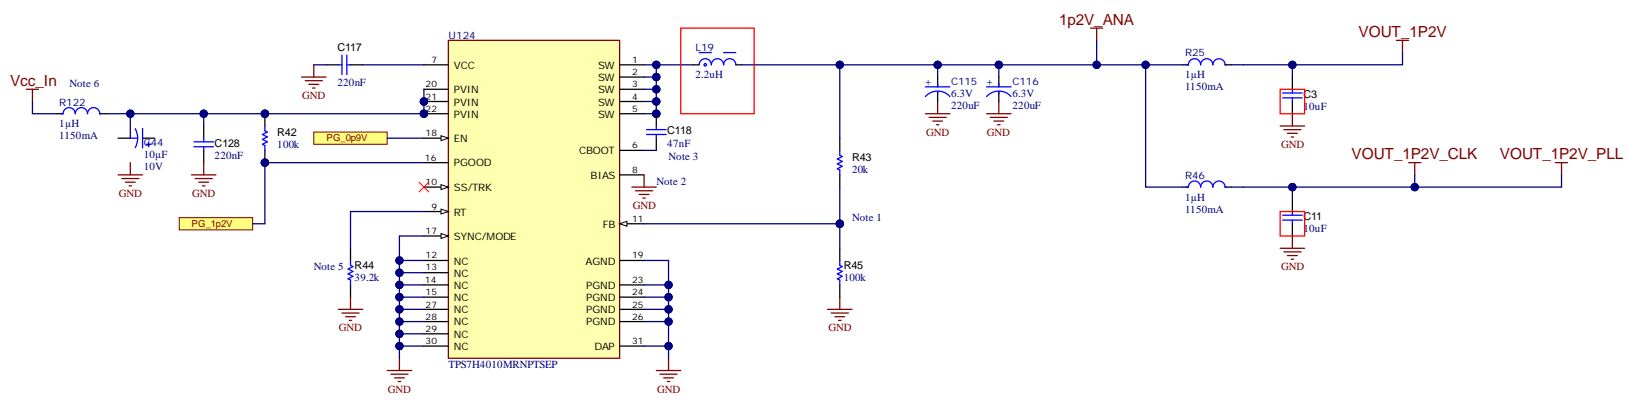 Vcc_In
Note 6
R122
1µH
1150mA
10µF
10V
GND
C128
220nF
GND
R42
100k
PG_1p2V
C117
220nF
GND
PG_0p9V
Note 5
R44
39.2k
GND
U124
7 VCC
20 PVIN
21 PVIN
22 PVIN
18 EN
16 PGOOD
10 SS/TRK
9 RT
17 SYNC/MODE
12 NC
13 NC
14 NC
15 NC
27 NC
28 NC
29 NC
30 NC
GND
SW 1
SW 2
SW 3
SW 4
SW 5
CBOOT 6
BIAS 8
FB 11
AGND 19
PGND 23
PGND 24
PGND 25
PGND 26
DAP 31
TPS7H4010MRNPTSEP
GND
L19
2.2uH
C118
47nF
Note 3
Note 2
GND
R43
20k
Note 1
R45
100k
GND
C115
6.3V
220uF
GND
C116
6.3V
220uF
GND
1p2V_ANA
R25
1µH
1150mA
VOUT_1P2V
C3
10uF
GND
R46
1µH
1150mA
VOUT_1P2V_CLK
VOUT_1P2V_PLL
C11
10uF
GND